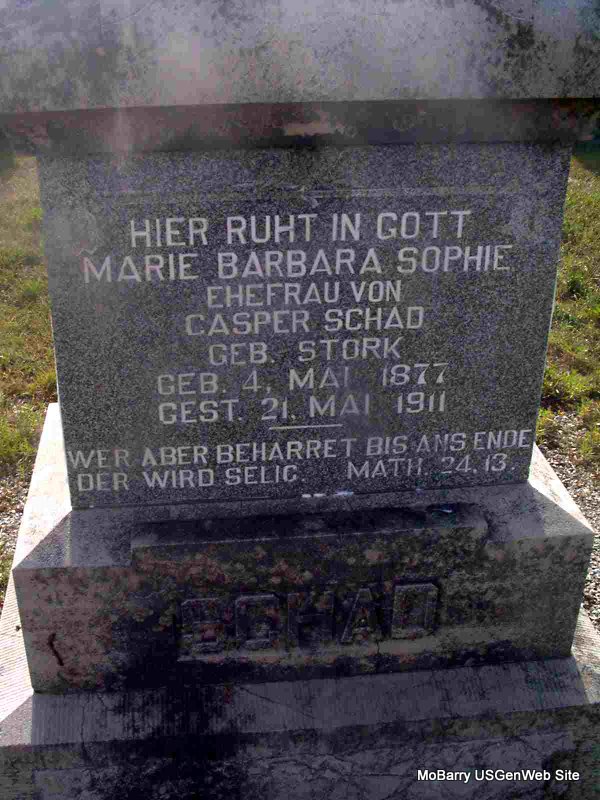 HIER RUHT IN GOTT
MARIE BARBARA SOPHIE
EHEFRAU VON
CASPER SCHAD
GEB. STORK
GEB. 4, MAI 1877
GEST. 21, MAI 1911
WER ABER BEHARRET BIS ANS ENDE
DER WIRD SELIG. MATH. 24. 13.
SCHAD
MoBarry USGenWeb Site